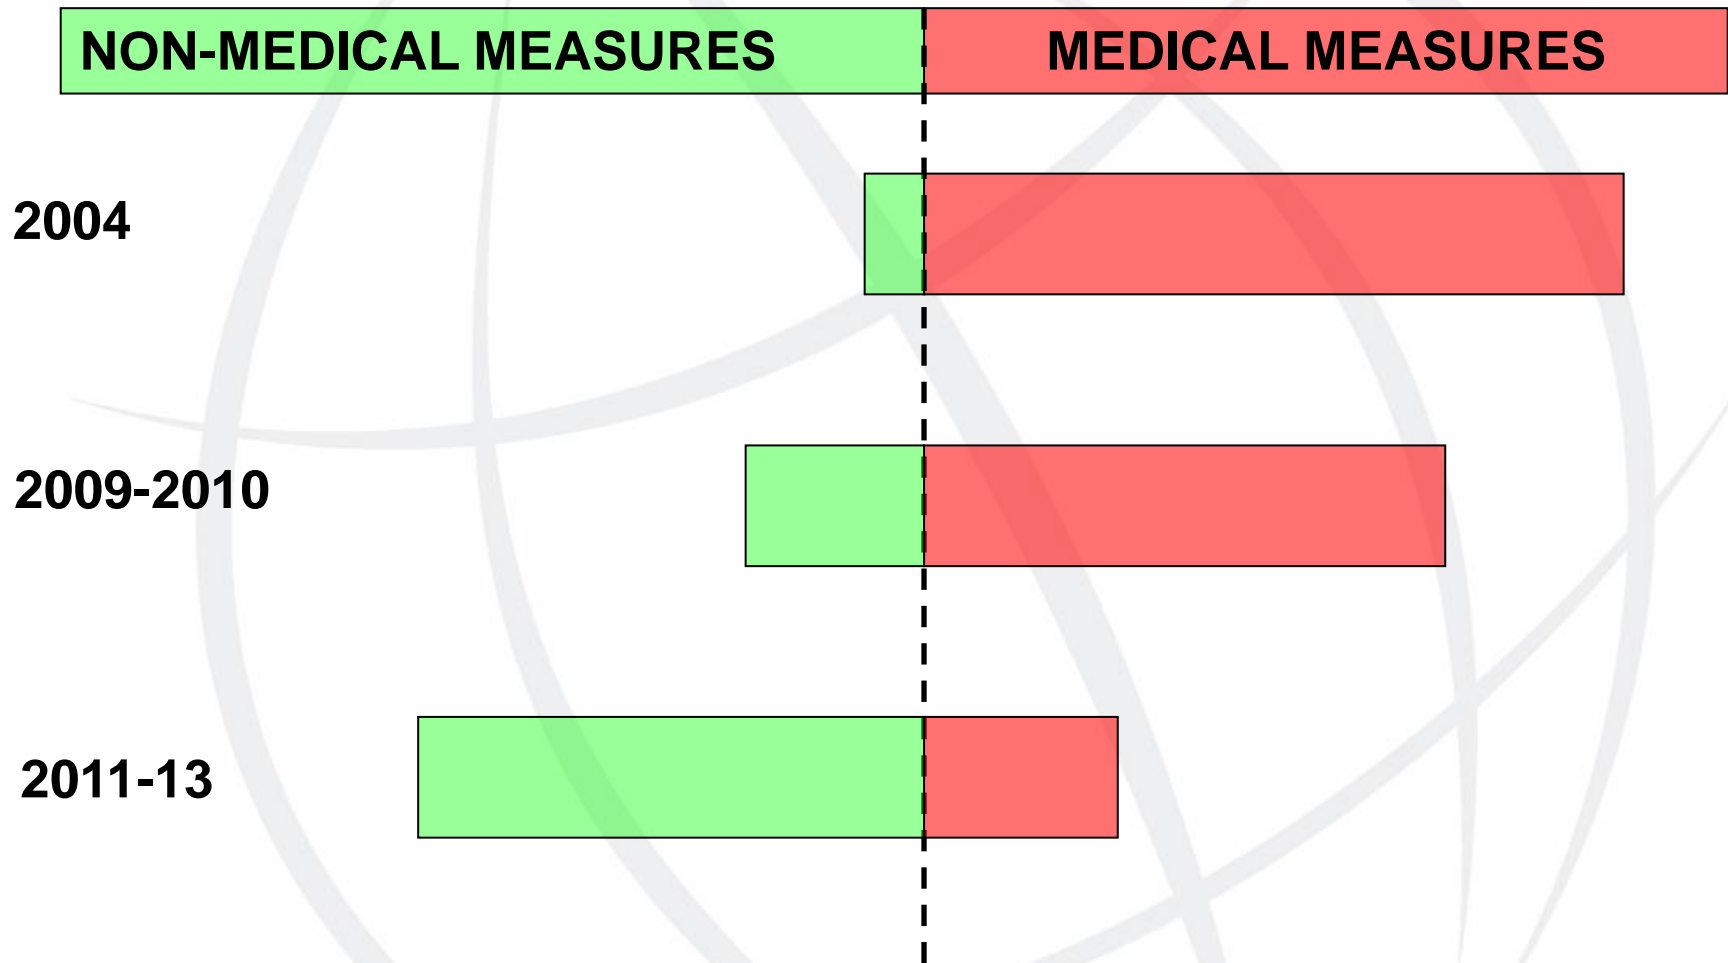 NON-MEDICAL MEASURES
MEDICAL MEASURES
2004
2009-2010
2011-13